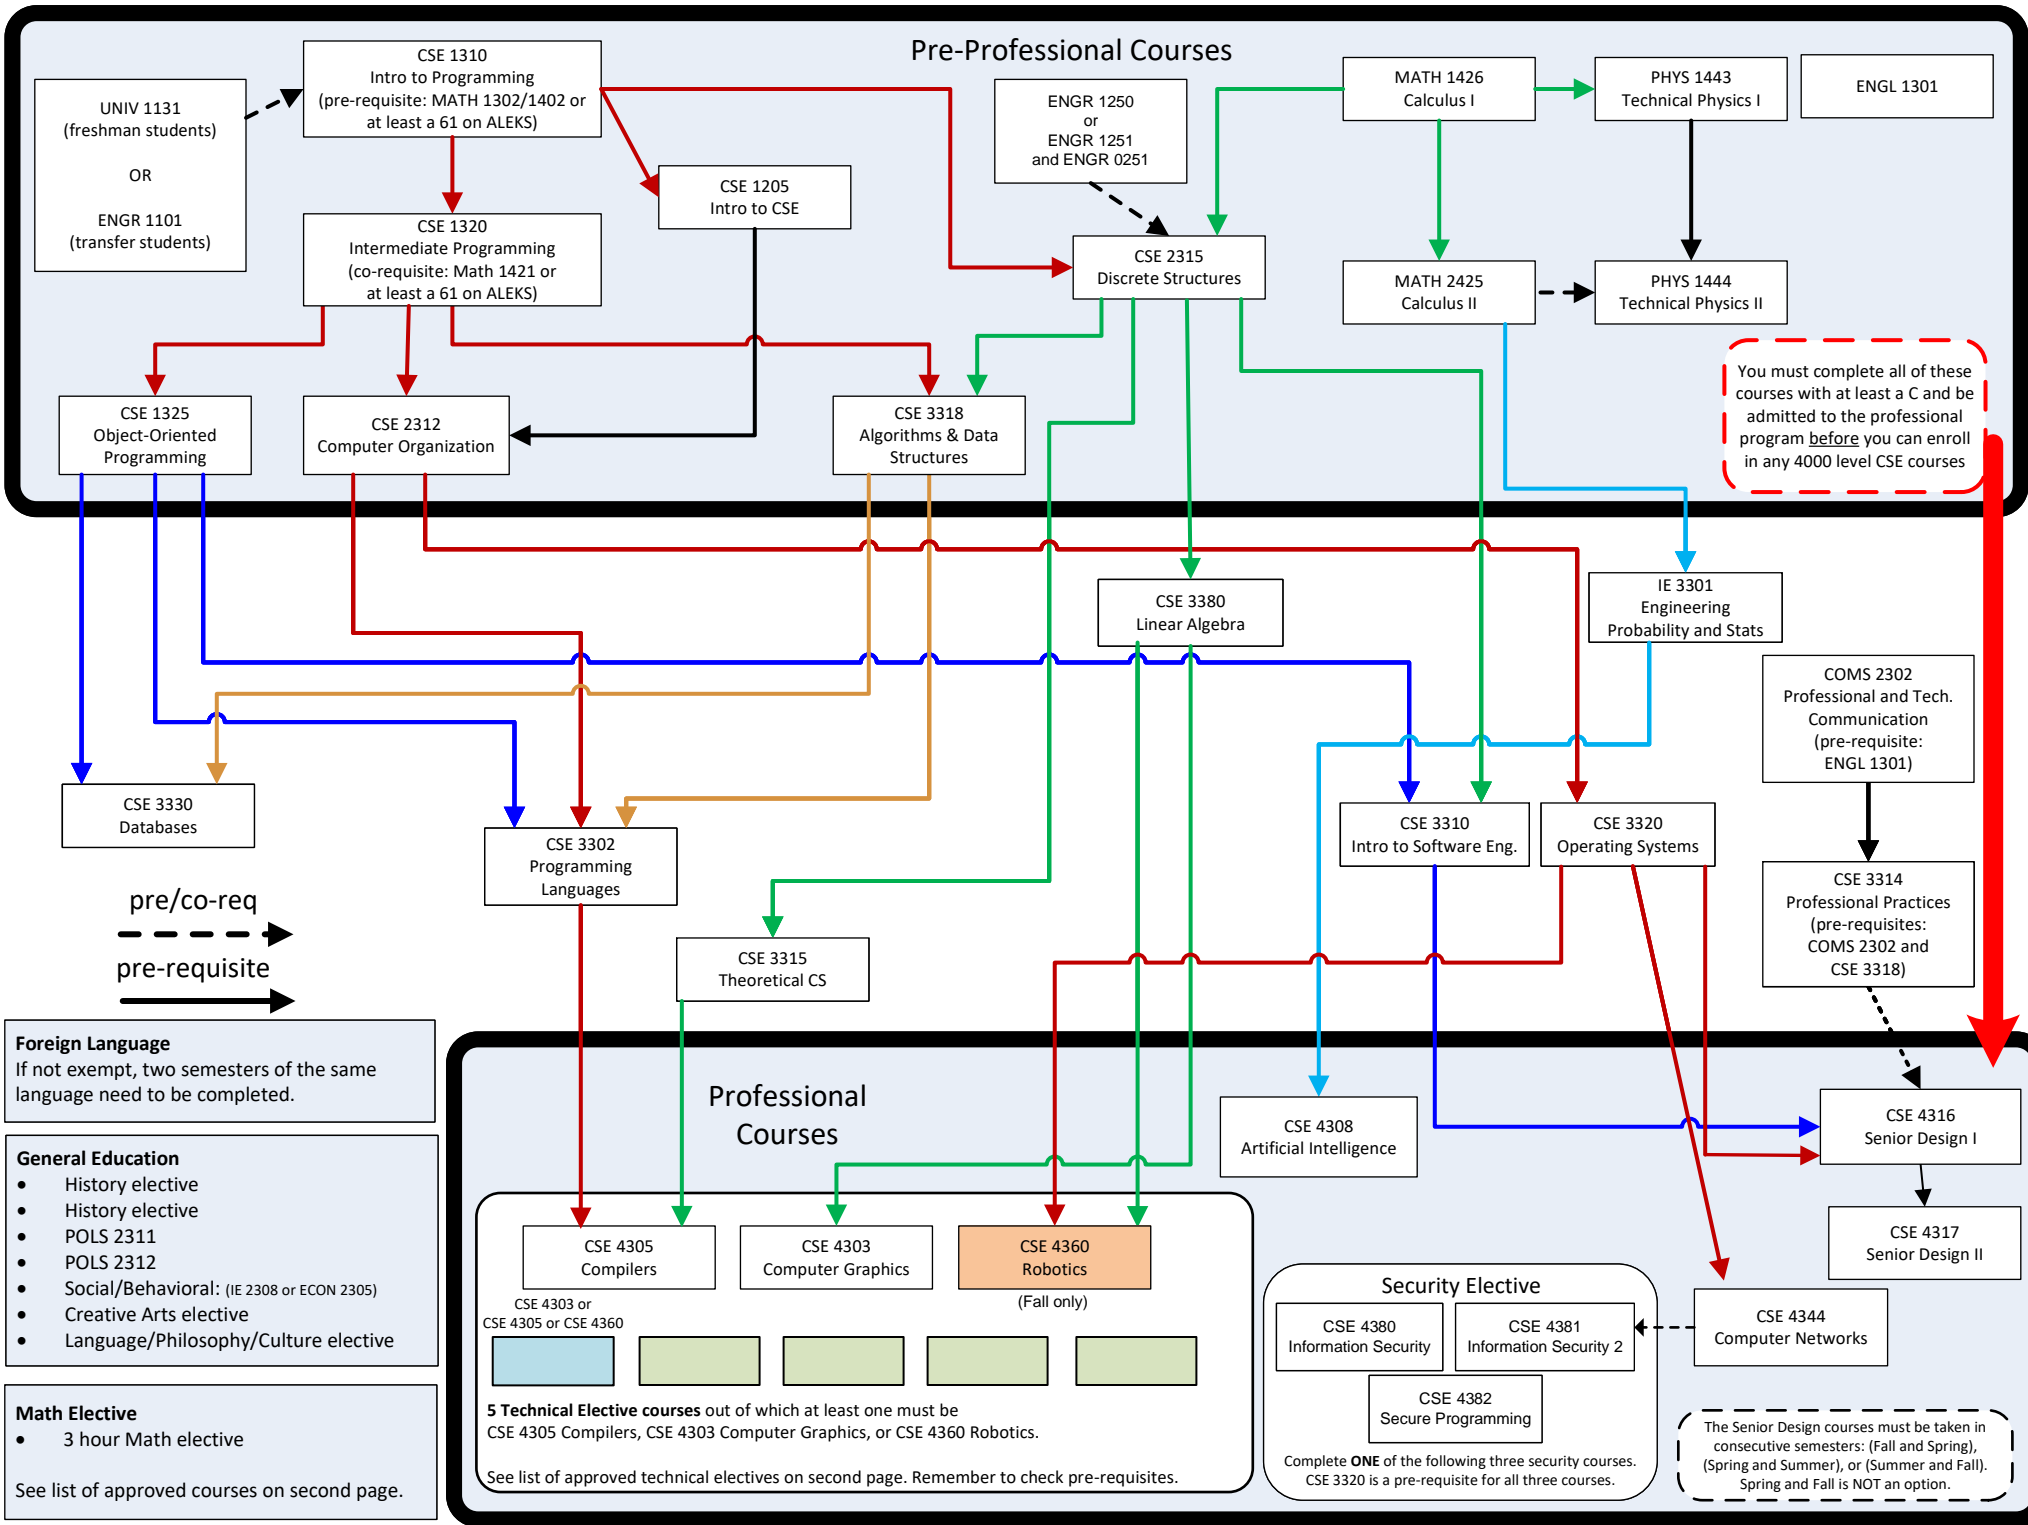 Pre-Professional Courses
UNIV 1131
(freshman students)
OR
ENGR 1101
(transfer students)
CSE 1310
Intro to Programming
(pre-requisite: MATH 1302/1402 or
at least a 61 on ALEKS)
CSE 1320
Intermediate Programming
(co-requisite: Math 1421 or
at least a 61 on ALEKS)
CSE 1205
Intro to CSE
ENGR 1250
or
ENGR 1251
and ENGR 0251
CSE 2315
Discrete Structures
MATH 1426
Calculus I
PHYS 1443
Technical Physics I
ENGL 1301
MATH 2425
Calculus II
PHYS 1444
Technical Physics II
You must complete all of these
courses with at least a C and be
admitted to the professional
program before you can enroll
in any 4000 level CSE courses
CSE 1325
Object-Oriented
Programming
CSE 2312
Computer Organization
CSE 3318
Algorithms & Data
Structures
CSE 3380
Linear Algebra
IE 3301
Engineering
Probability and Stats
COMS 2302
Professional and Tech.
Communication
(pre-requisite:
ENGL 1301)
CSE 3330
Databases
CSE 3302
Programming
Languages
CSE 3310
Intro to Software Eng.
CSE 3320
Operating Systems
CSE 3314
Professional Practices
(pre-requisites:
COMS 2302 and
CSE 3318)
pre/co-req
pre-requisite
CSE 3315
Theoretical CS
Foreign Language
If not exempt, two semesters of the same
language need to be completed.
General Education
• History elective
• History elective
• POLS 2311
• POLS 2312
• Social/Behavioral: (IE 2308 or ECON 2305)
• Creative Arts elective
• Language/Philosophy/Culture elective
Math Elective
• 3 hour Math elective
See list of approved courses on second page.
Professional
Courses
CSE 4308
Artificial Intelligence
CSE 4316
Senior Design I
CSE 4317
Senior Design II
CSE 4305
Compilers
CSE 4303
Computer Graphics
CSE 4360
Robotics
(Fall only)
CSE 4303 or
CSE 4305 or CSE 4360
5 Technical Elective courses out of which at least one must be
CSE 4305 Compilers, CSE 4303 Computer Graphics, or CSE 4360 Robotics.
See list of approved technical electives on second page. Remember to check pre-requisites.
Security Elective
CSE 4380
Information Security
CSE 4381
Information Security 2
CSE 4382
Secure Programming
Complete ONE of the following three security courses.
CSE 3320 is a pre-requisite for all three courses.
CSE 4344
Computer Networks
The Senior Design courses must be taken in
consecutive semesters: (Fall and Spring),
(Spring and Summer), or (Summer and Fall).
Spring and Fall is NOT an option.